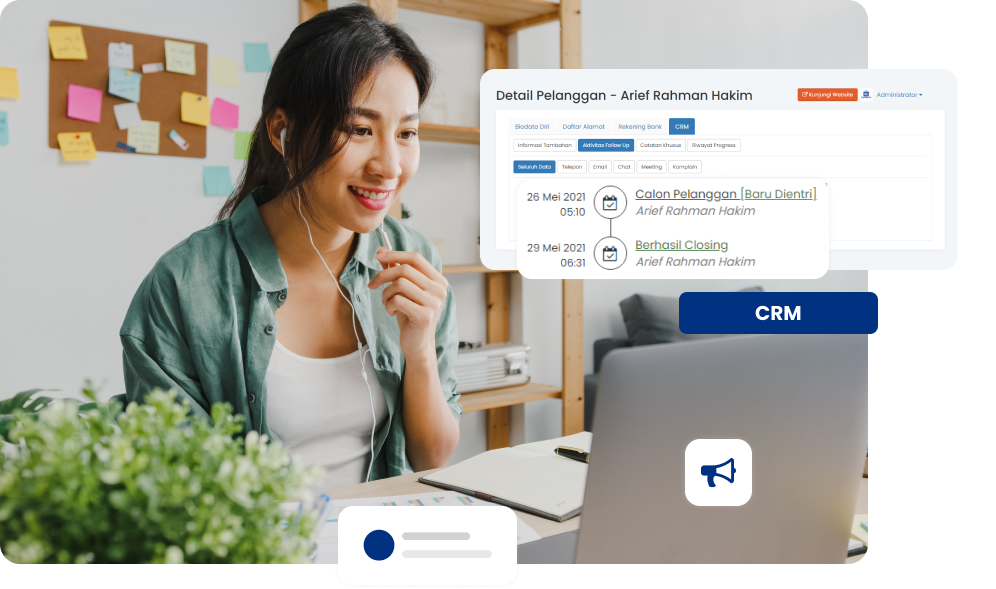 Detail Pelanggan - Arief Rahman Hakim
Kunjungi Website
Administrator
Biodata Diri Daftar Alamat Rekening Bank CRM
Informasi Tambahan Aktivitas Follow Up Catatan Khusus Riwayat Progress
Seluruh Data Telepon Email Chat Meeting Komplain
26 Mei 2021 Calon Pelanggan [Baru Dientri]
05:10 Arief Rahman Hakim
29 Mei 2021 Berhasil Closing
06:31 Arief Rahman Hakim
CRM